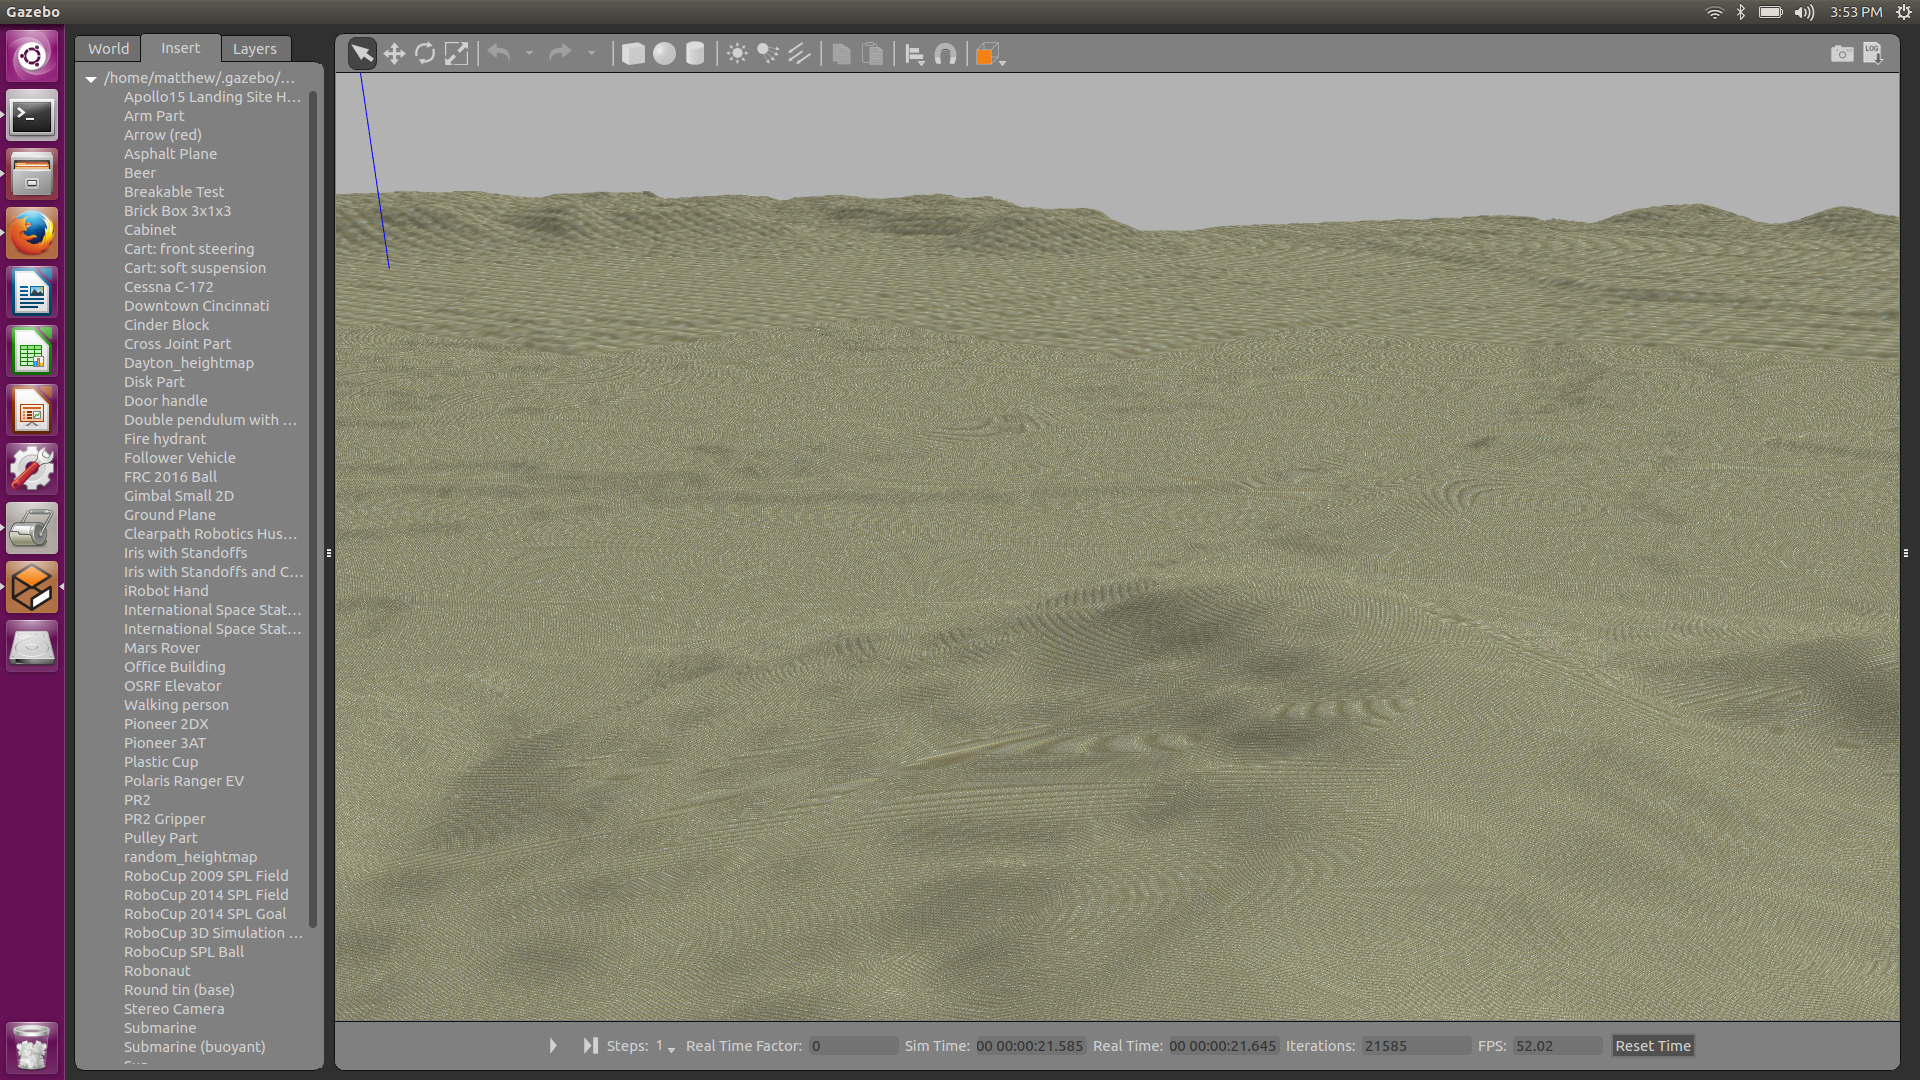 Gazebo
3:53 PM
World Insert Layers
LOG
/home/matthew/.gazebo/...
Apollo15 Landing Site H...
Arm Part
Arrow (red)
Asphalt Plane
Beer
Breakable Test
Brick Box 3x1x3
Cabinet
Cart: front steering
Cart: soft suspension
Cessna C-172
Downtown Cincinnati
Cinder Block
Cross Joint Part
Dayton_heightmap
Disk Part
Door handle
Double pendulum with ...
Fire hydrant
Follower Vehicle
FRC 2016 Ball
Gimbal Small 2D
Ground Plane
Clearpath Robotics Hus...
Iris with Standoffs
Iris with Standoffs and C...
iRobot Hand
International Space Stat...
International Space Stat...
Mars Rover
Office Building
OSRF Elevator
Walking person
Pioneer 2DX
Pioneer 3AT
Plastic Cup
Polaris Ranger EV
PR2
PR2 Gripper
Pulley Part
random_heightmap
RoboCup 2009 SPL Field
RoboCup 2014 SPL Field
RoboCup 2014 SPL Goal
RoboCup 3D Simulation ...
RoboCup SPL Ball
Robonaut
Round tin (base)
Stereo Camera
Submarine
Submarine (buoyant)
Steps: 1 Real Time Factor: 0 Sim Time: 00 00:00:21.585 Real Time: 00 00:00:21.645 Iterations: 21585 FPS: 52.02 Reset Time